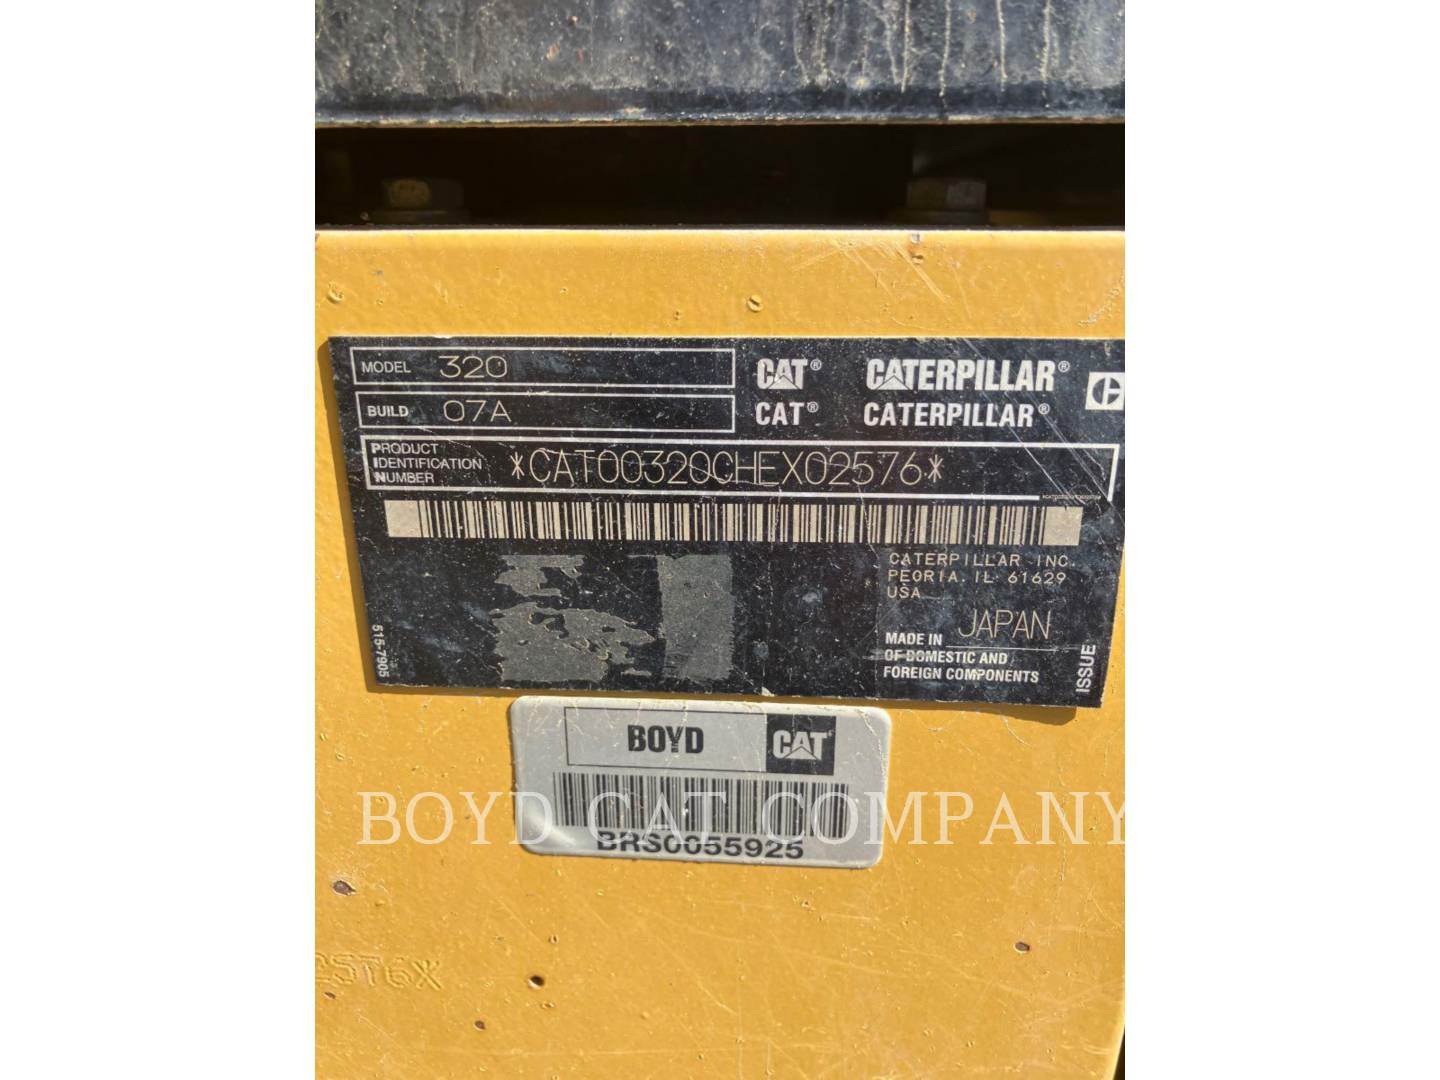 MODEL 320
BUILD 07A
CAT® CATERPILLAR®
CAT® CATERPILLAR®
PRODUCT
IDENTIFICATION
NUMBER
*CAT00320CHEX02576*
CATERPILLAR INC.
PEORIA, IL 61629
USA
MADE IN JAPAN
OF DOMESTIC AND
FOREIGN COMPONENTS
515-7905
ISSUE
BOYD CAT
BRS0055925
BOYD CAT COMPANY
2576*